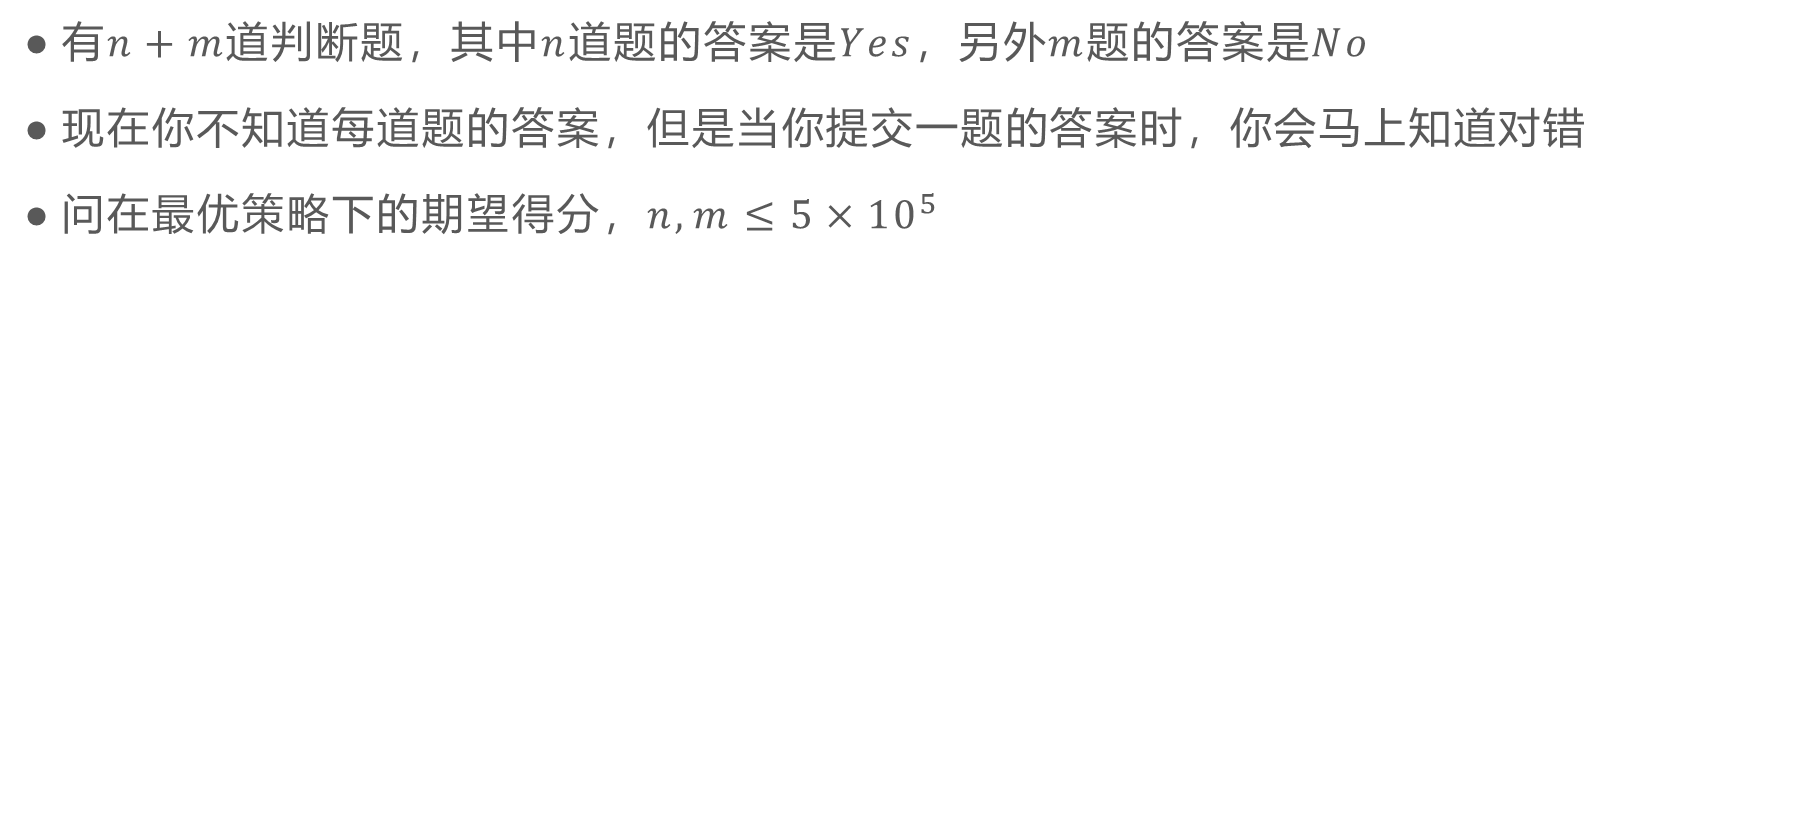 ● 有n + m道判断题，其中n道题的答案是Yes，另外m题的答案是No
● 现在你不知道每道题的答案，但是当你提交一题的答案时，你会马上知道对错
● 问在最优策略下的期望得分，n, m ≤ 5 × 10⁵